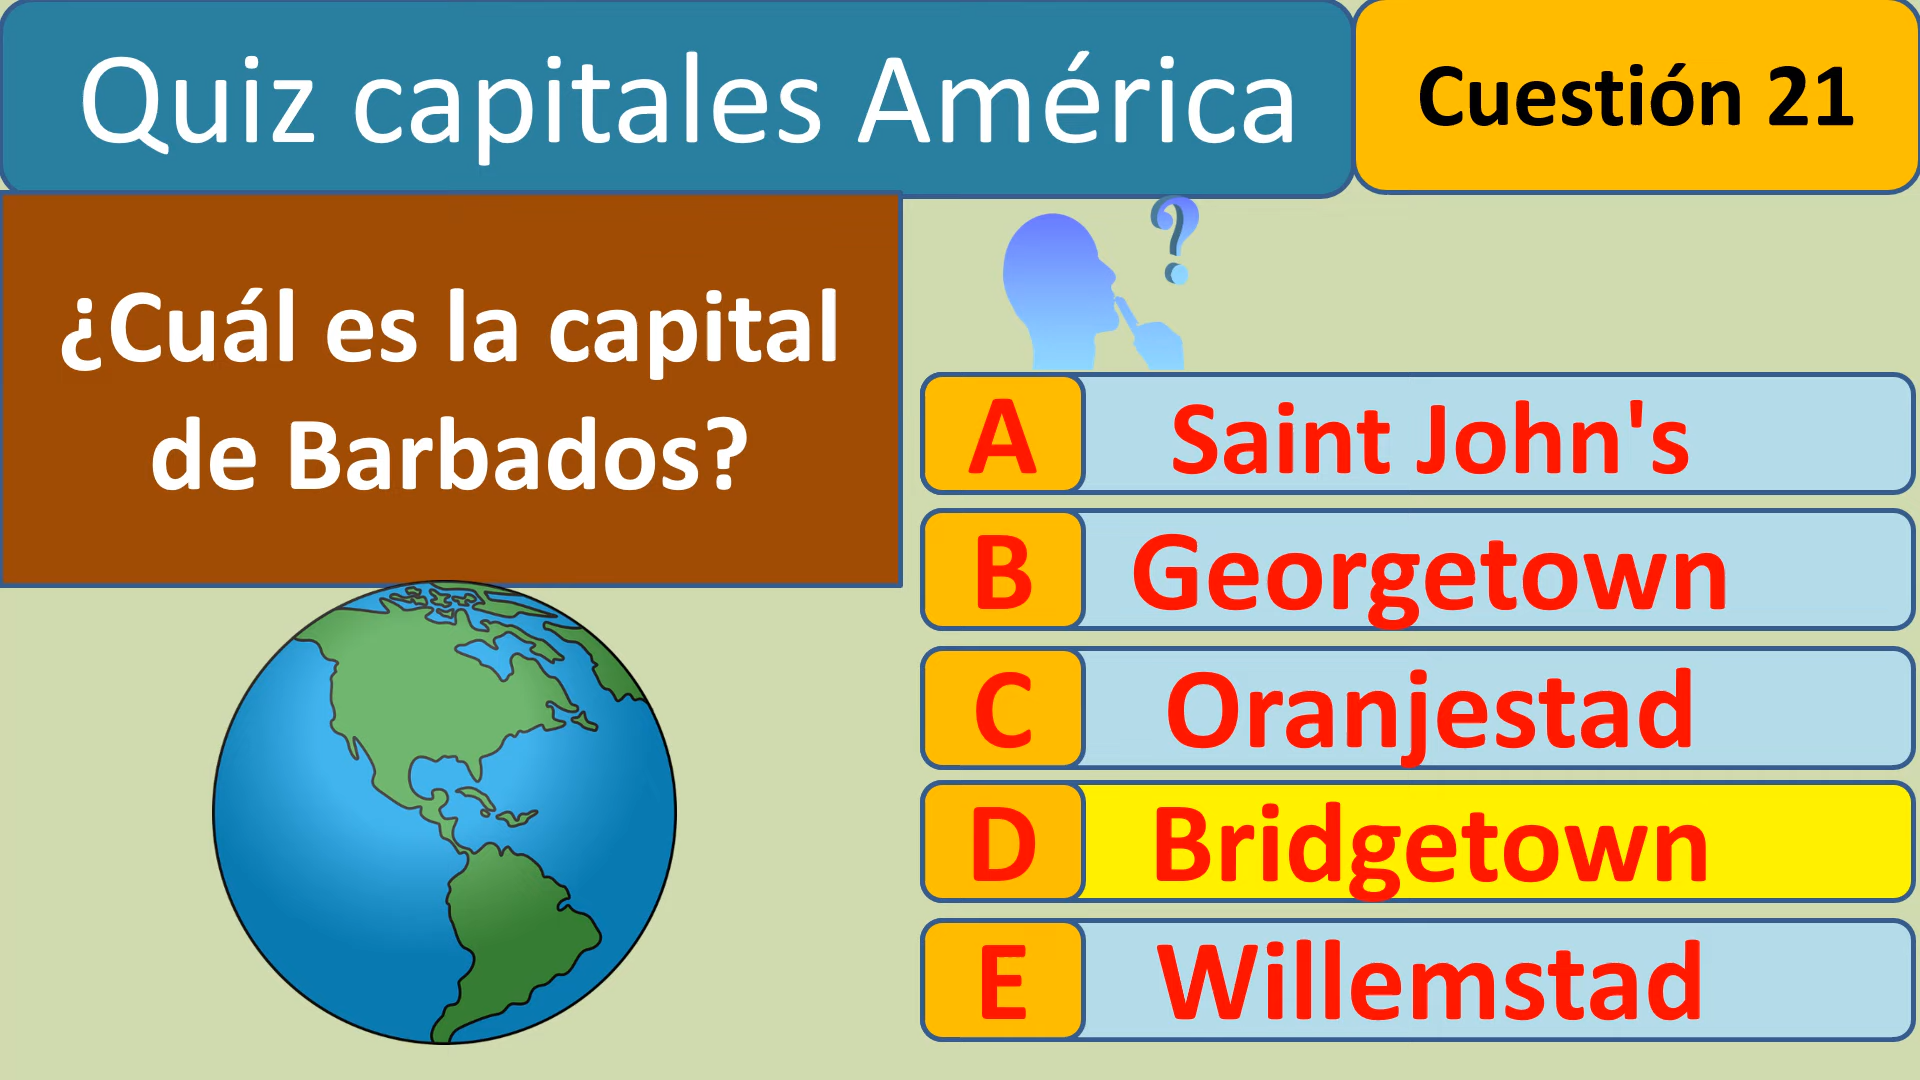 Quiz capitales América
Cuestión 21
¿Cuál es la capital
de Barbados?
?
A Saint John's
B Georgetown
C Oranjestad
D Bridgetown
E Willemstad